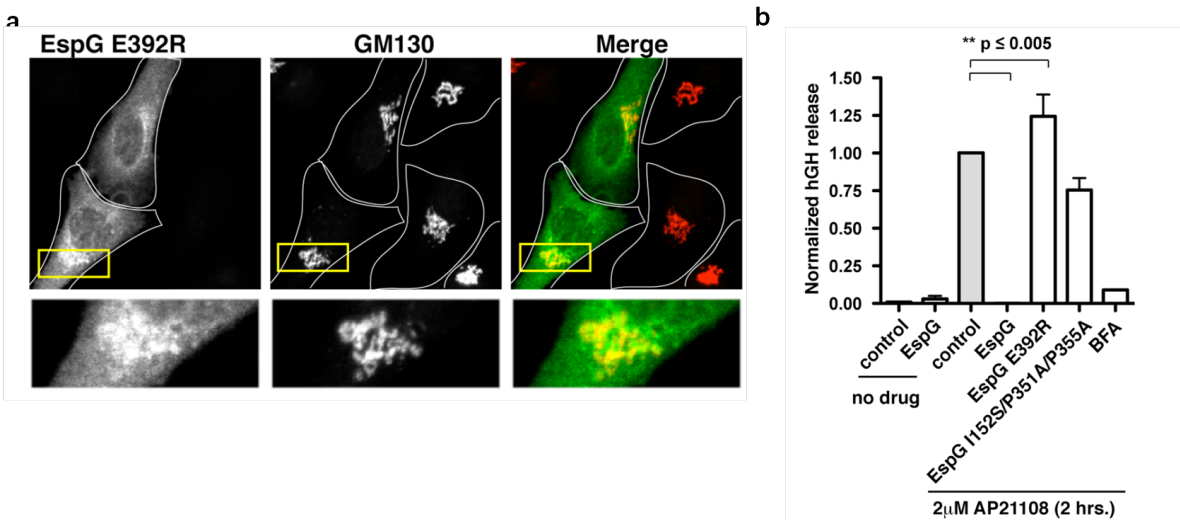 a
EspG E392R
GM130
Merge
b
** p ≤ 0.005
Normalized hGH release
1.50
1.25
1.00
0.75
0.50
0.25
0.00
control
EspG
control
EspG
EspG E392R
EspG I152S/P351A/P355A
BFA
no drug
2μM AP21108 (2 hrs.)